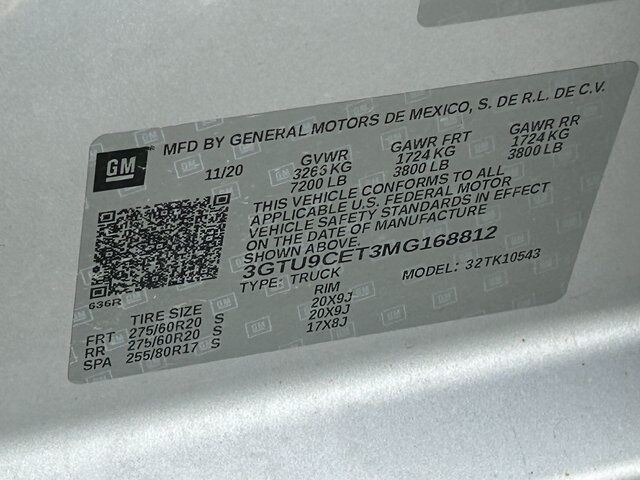 GM
MFD BY GENERAL MOTORS DE MEXICO, S. DE R.L. DE C.V.
11/20 GVWR GAWR FRT GAWR RR
3266 KG 1724 KG 1724 KG
7200 LB 3800 LB 3800 LB
THIS VEHICLE CONFORMS TO ALL
APPLICABLE U.S. FEDERAL MOTOR
VEHICLE SAFETY STANDARDS IN EFFECT
ON THE DATE OF MANUFACTURE
SHOWN ABOVE.
3GTU9CET3MG168812
TYPE: TRUCK MODEL: 32TK10543
636R
TIRE SIZE RIM
FRT 275/60R20 S 20X9J
RR 275/60R20 S 20X9J
SPA 255/80R17 S 17X8J